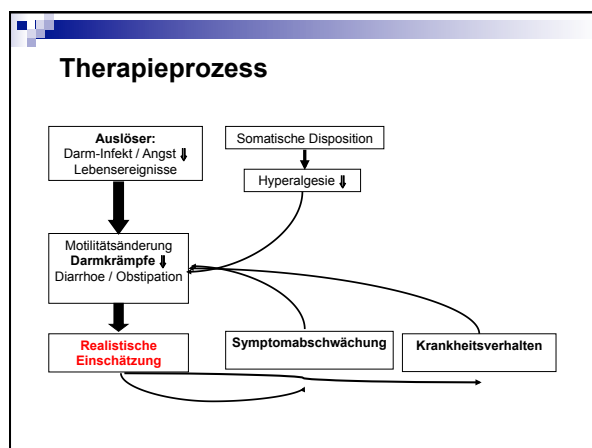 Therapieprozess
Auslöser:
Darm-Infekt / Angst ⇓
Lebensereignisse
Somatische Disposition
Hyperalgesie ⇓
Motilitätsänderung
Darmkrämpfe ⇓
Diarrhoe / Obstipation
Realistische
Einschätzung
Symptomabschwächung
Krankheitsverhalten